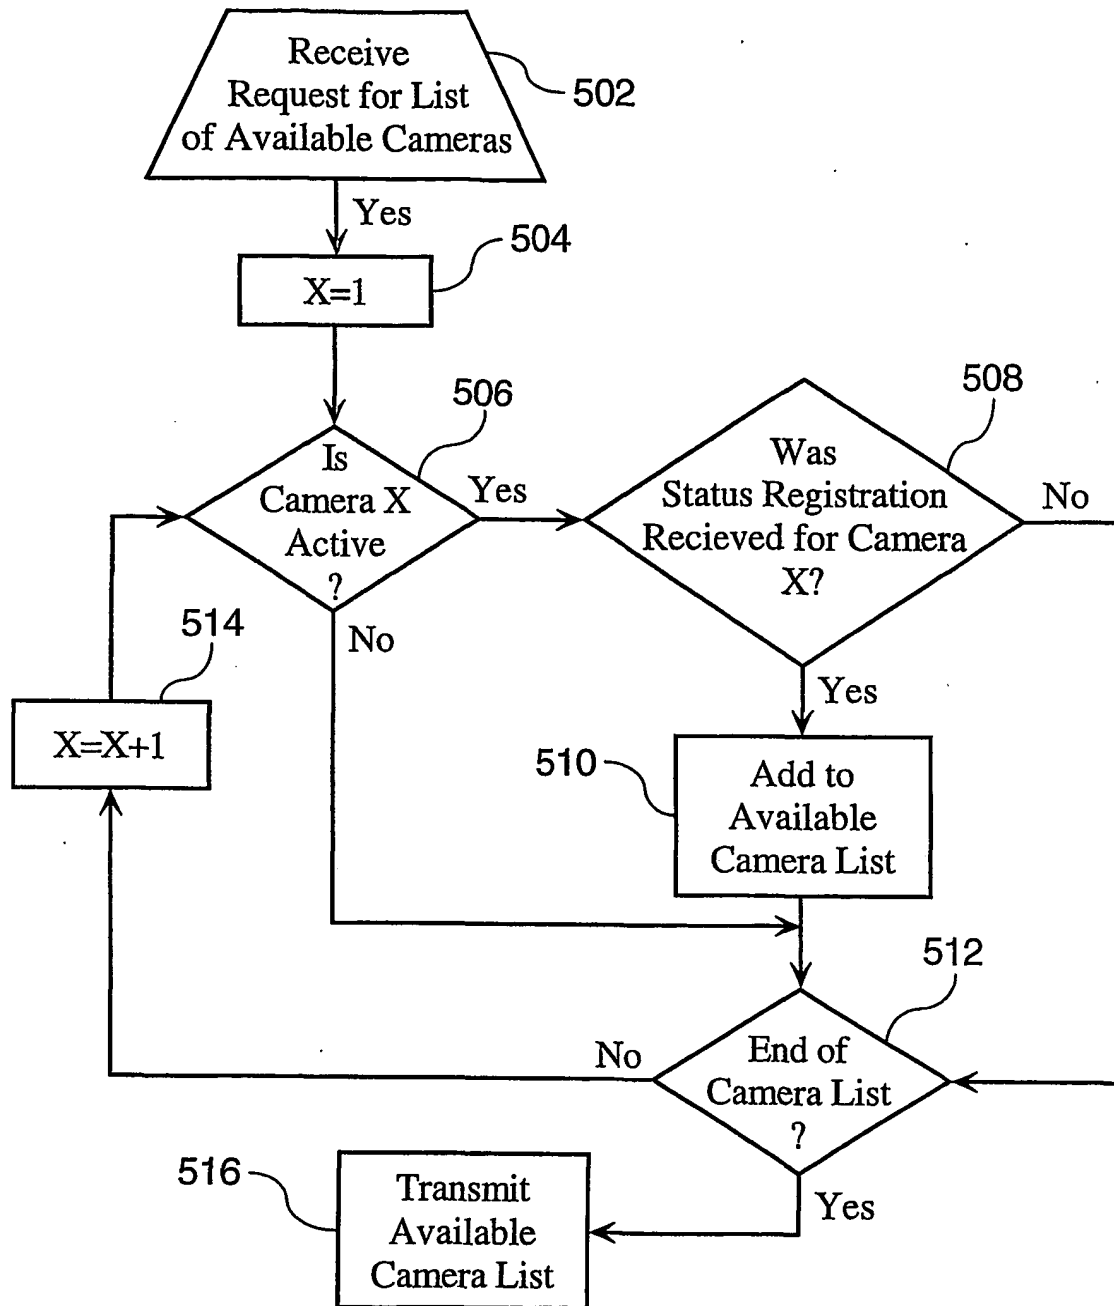 Receive
Request for List
of Available Cameras
502
Yes
504
X=1
506
Is
Camera X
Active
?
Yes
No
508
Was
Status Registration
Recieved for Camera
X?
No
Yes
514
X=X+1
510
Add to
Available
Camera List
512
End of
Camera List
?
No
Yes
516
Transmit
Available
Camera List